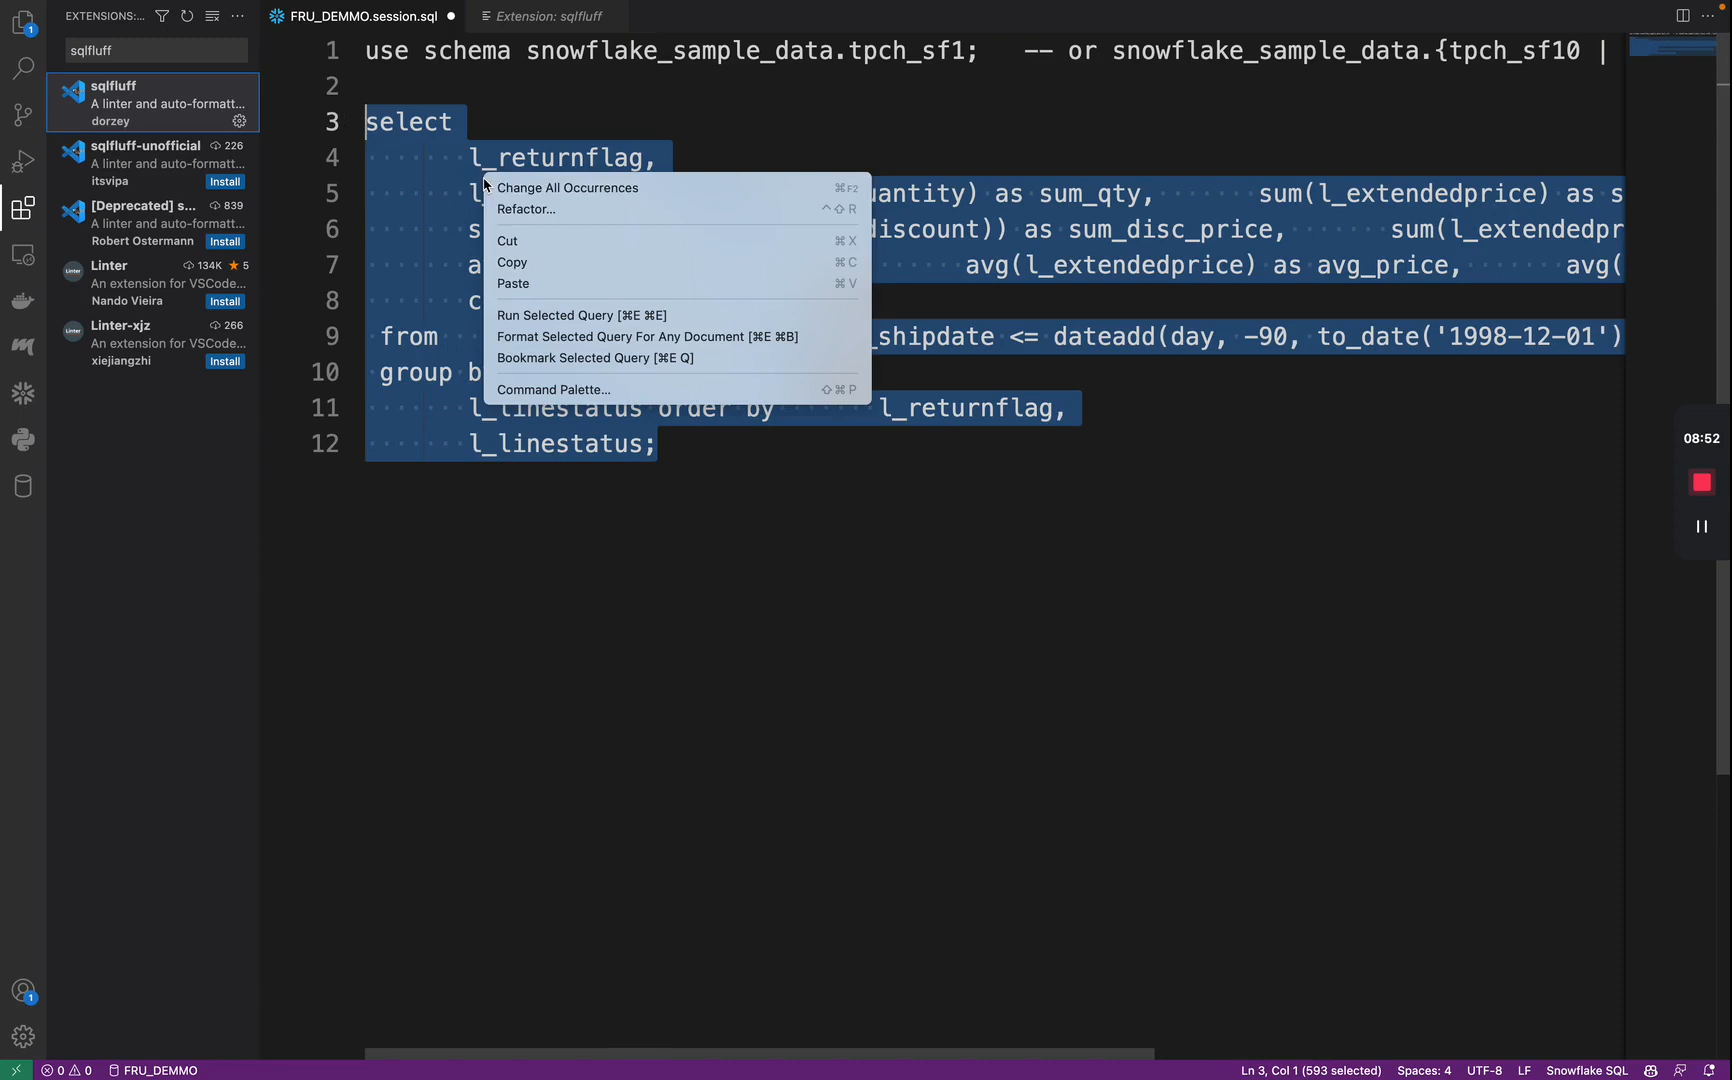 EXTENSIONS:...
FRU_DEMMO.session.sql
Extension: sqlfluff
1
sqlfluff
sqlfluff
A linter and auto-formatt...
dorzey
sqlfluff-unofficial 226
A linter and auto-formatt...
itsvipa Install
[Deprecated] s... 839
A linter and auto-formatt...
Robert Ostermann Install
Linter 134K ★ 5
An extension for VSCode...
Nando Vieira Install
Linter-xjz 266
An extension for VSCode...
xiejiangzhi Install
1 use schema snowflake_sample_data.tpch_sf1; -- or snowflake_sample_data.{tpch_sf10 |
2
3 select
4 l_returnflag,
5 l uantity) as sum_qty, sum(l_extendedprice) as s
6 s discount)) as sum_disc_price, sum(l_extendedpr
7 a avg(l_extendedprice) as avg_price, avg(
8 c
9 from _shipdate <= dateadd(day, -90, to_date('1998-12-01')
10 group b
11 l_linestatus order by l_returnflag,
12 l_linestatus;
Change All Occurrences ⌘F2
Refactor... ^⇧R
Cut ⌘X
Copy ⌘C
Paste ⌘V
Run Selected Query [⌘E ⌘E]
Format Selected Query For Any Document [⌘E ⌘B]
Bookmark Selected Query [⌘E Q]
Command Palette... ⇧⌘P
08:52
1
0 0 FRU_DEMMO
Ln 3, Col 1 (593 selected) Spaces: 4 UTF-8 LF Snowflake SQL